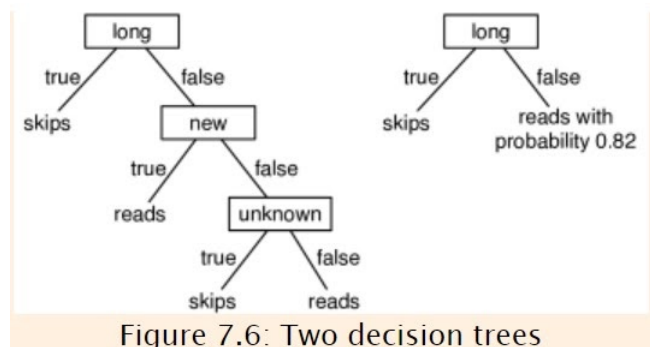 long
long
true
false
true
false
skips
new
skips
reads with
probability 0.82
true
false
reads
unknown
true
false
skips
reads
Figure 7.6: Two decision trees